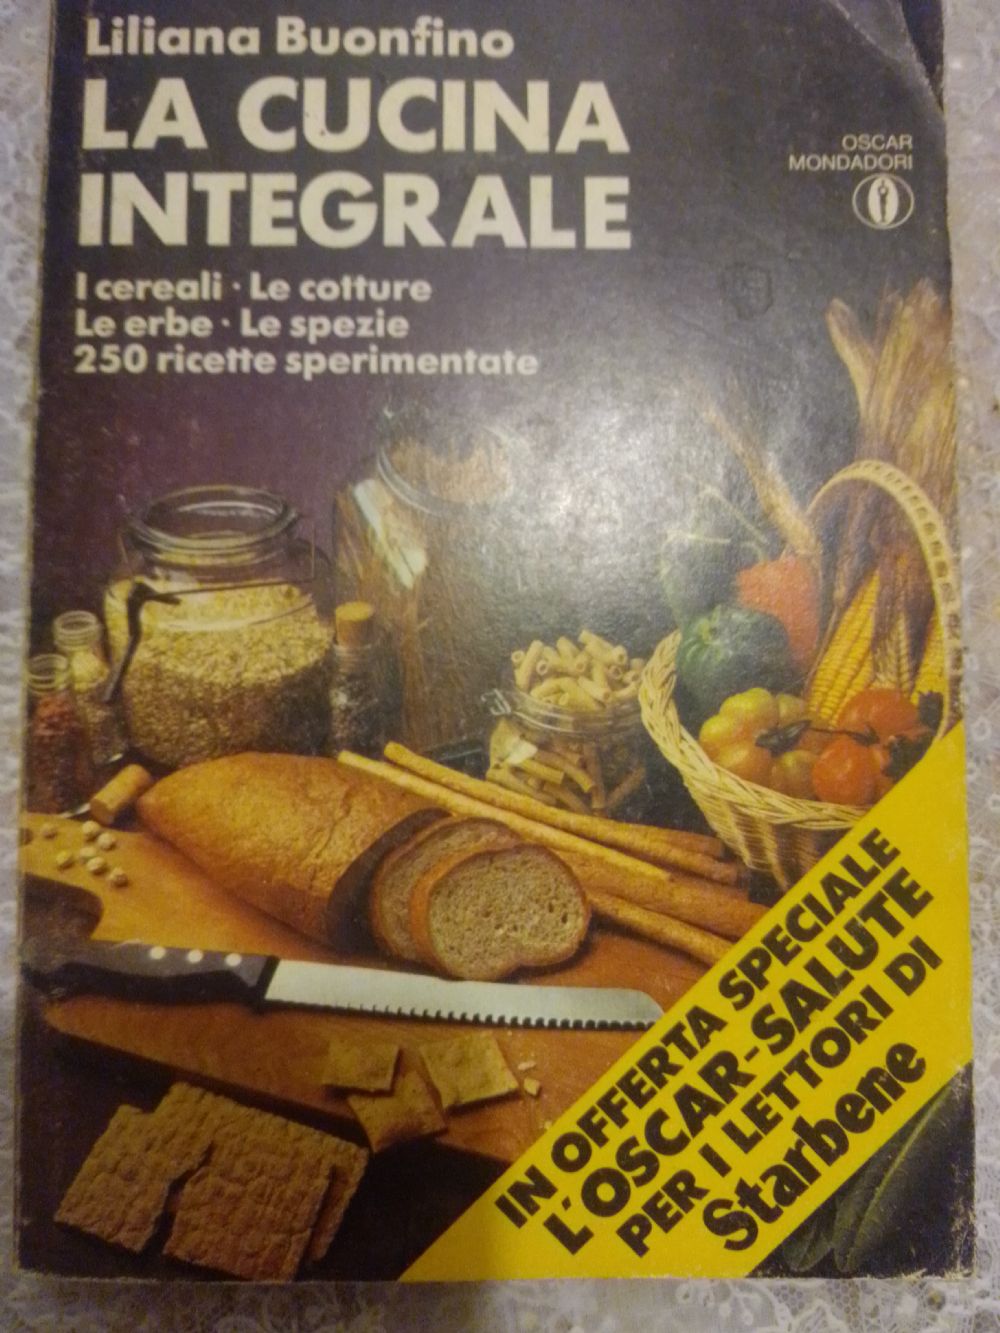 Liliana Buonfino
LA CUCINA
INTEGRALE
OSCAR
MONDADORI
I cereali · Le cotture
Le erbe · Le spezie
250 ricette sperimentate
IN OFFERTA SPECIALE
L'OSCAR-SALUTE
PER I LETTORI DI
Starbene